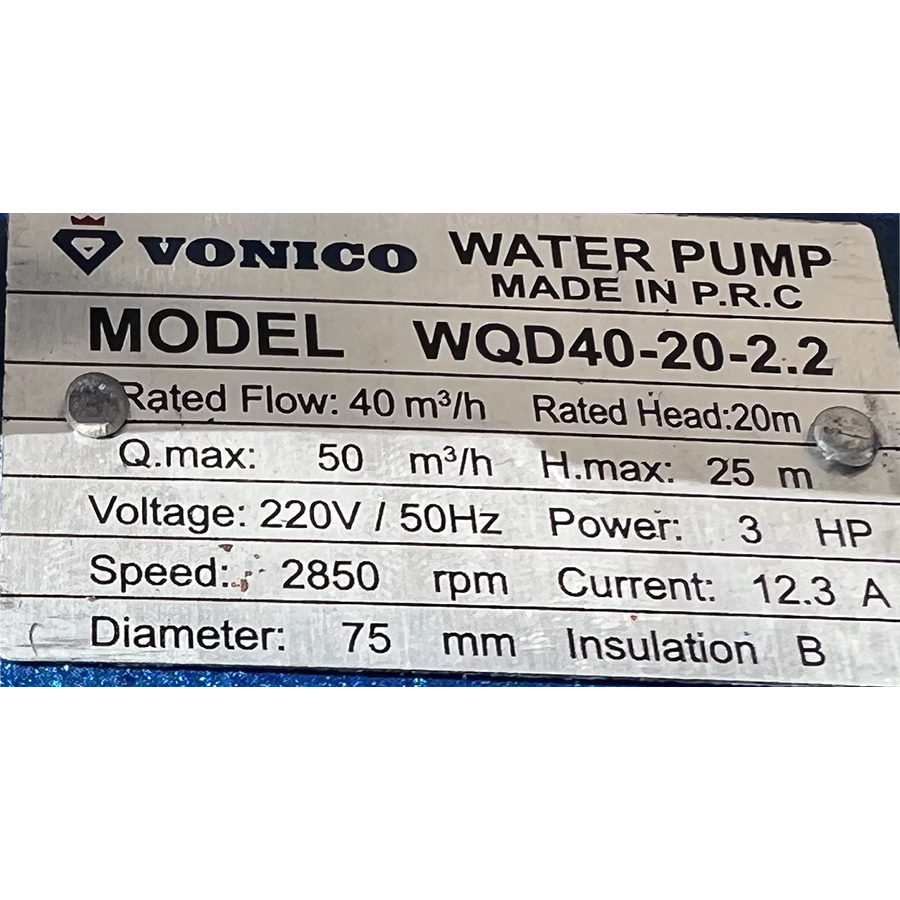 VONICO WATER PUMP
MADE IN P.R.C
MODEL WQD40-20-2.2
Rated Flow: 40 m³/h Rated Head:20m
Q.max: 50 m³/h H.max: 25 m
Voltage: 220V / 50Hz Power: 3 HP
Speed: 2850 rpm Current: 12.3 A
Diameter: 75 mm Insulation B